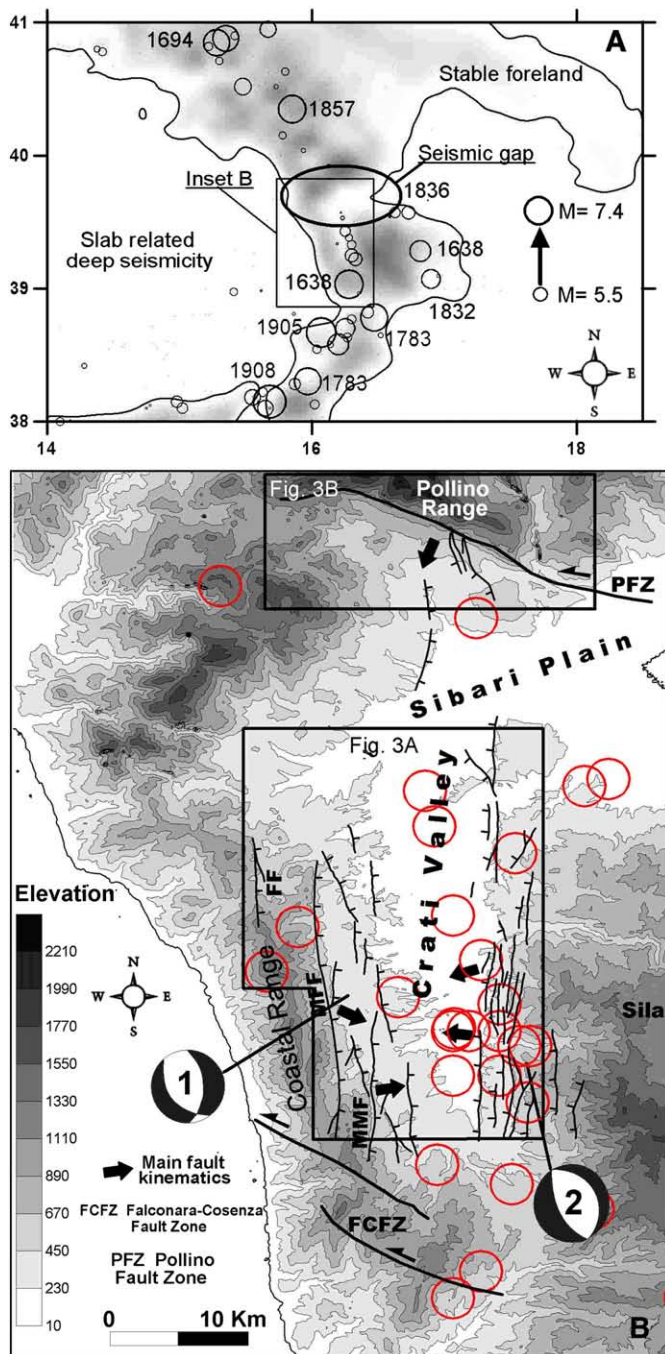 41
40
39
38
14
16
18
A
1694
Stable foreland
1857
Seismic gap
Inset B
1836
M= 7.4
Slab related
deep seismicity
1638
1638
M= 5.5
1832
1905
1783
1908
1783
N
W
E
S
Fig. 3B
Pollino
Range
PFZ
Sibari Plain
Fig. 3A
Crati Valley
FF
Elevation
2210
1990
1770
1550
1330
1110
890
670
450
230
10
N
W
E
S
Coastal Range
MMF
Sila
1
2
Main fault
kinematics
FCFZ Falconara-Cosenza
Fault Zone
FCFZ
PFZ Pollino
Fault Zone
0
10 Km
B